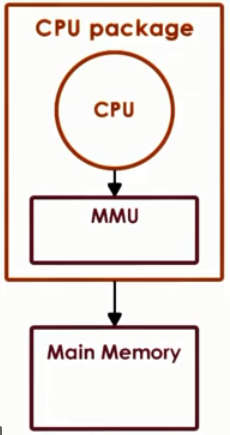 CPU package
CPU
MMU
Main Memory